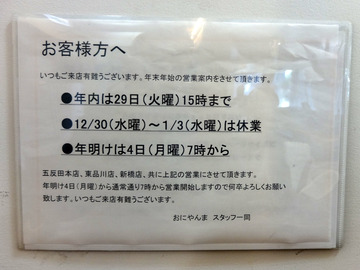 お客様方へ
いつもご来店有難うございます。年末年始の営業案内をさせて頂きます。
●年内は29日(火曜)15時まで
●12/30(水曜)～1/3(水曜)は休業
●年明けは4日(月曜)7時から
五反田本店、東品川店、新橋店、共に上記の営業にさせて頂きます。
年明け4日(月曜)から通常通り7時から営業開始しますので何卒よろしくお願い
致します。いつもご来店有難うございます。
おにやんま　スタッフ一同